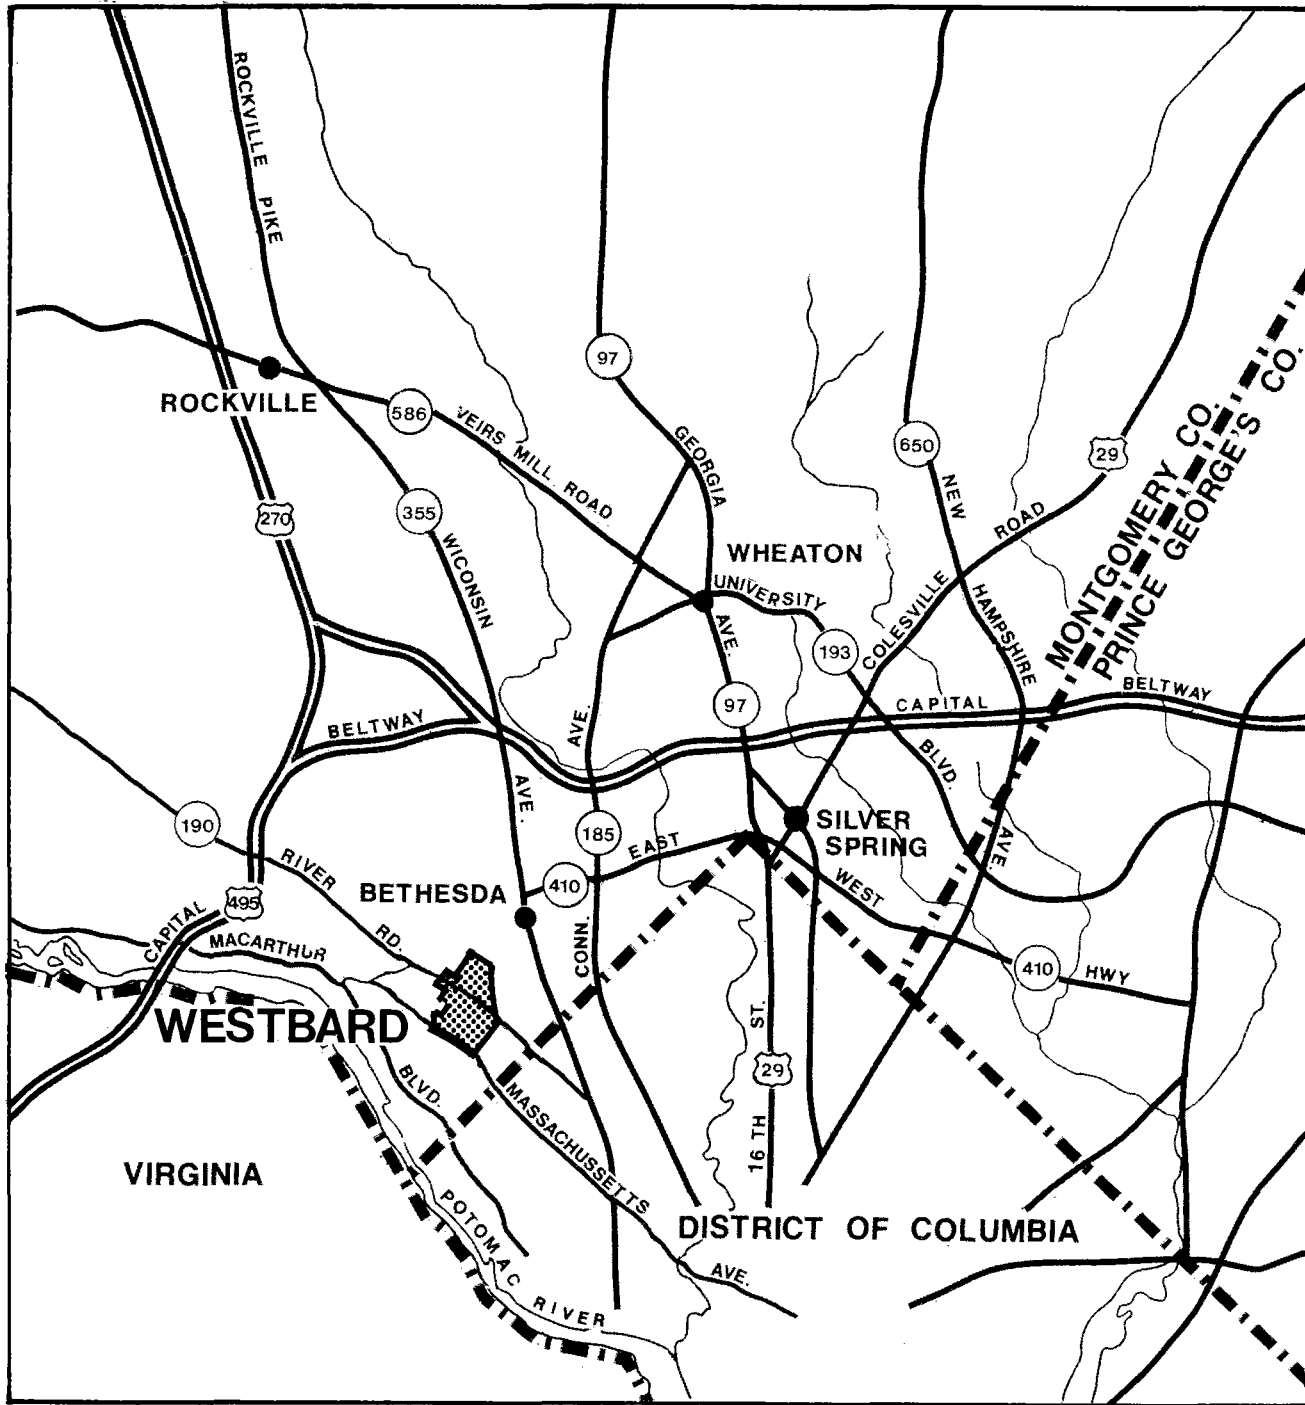 ROCKVILLE PIKE
97
ROCKVILLE
586
VEIRS MILL ROAD
GEORGIA
650
29
MONTGOMERY CO.
PRINCE GEORGE'S CO.
270
355
WICONSIN
NEW
ROAD
WHEATON
UNIVERSITY
COLESVILLE
HAMPSHIRE
AVE.
193
97
CAPITAL
BELTWAY
BELTWAY
AVE.
BLVD.
AVE.
190
185
EAST
SILVER
SPRING
AVE.
RIVER
BETHESDA
410
WEST
495
CAPITAL
MACARTHUR
RD.
CONN.
410
HWY
WESTBARD
ST.
29
BLVD.
MASSACHUSSETTS
16 TH
VIRGINIA
POTOMAC
DISTRICT OF COLUMBIA
AVE.
RIVER